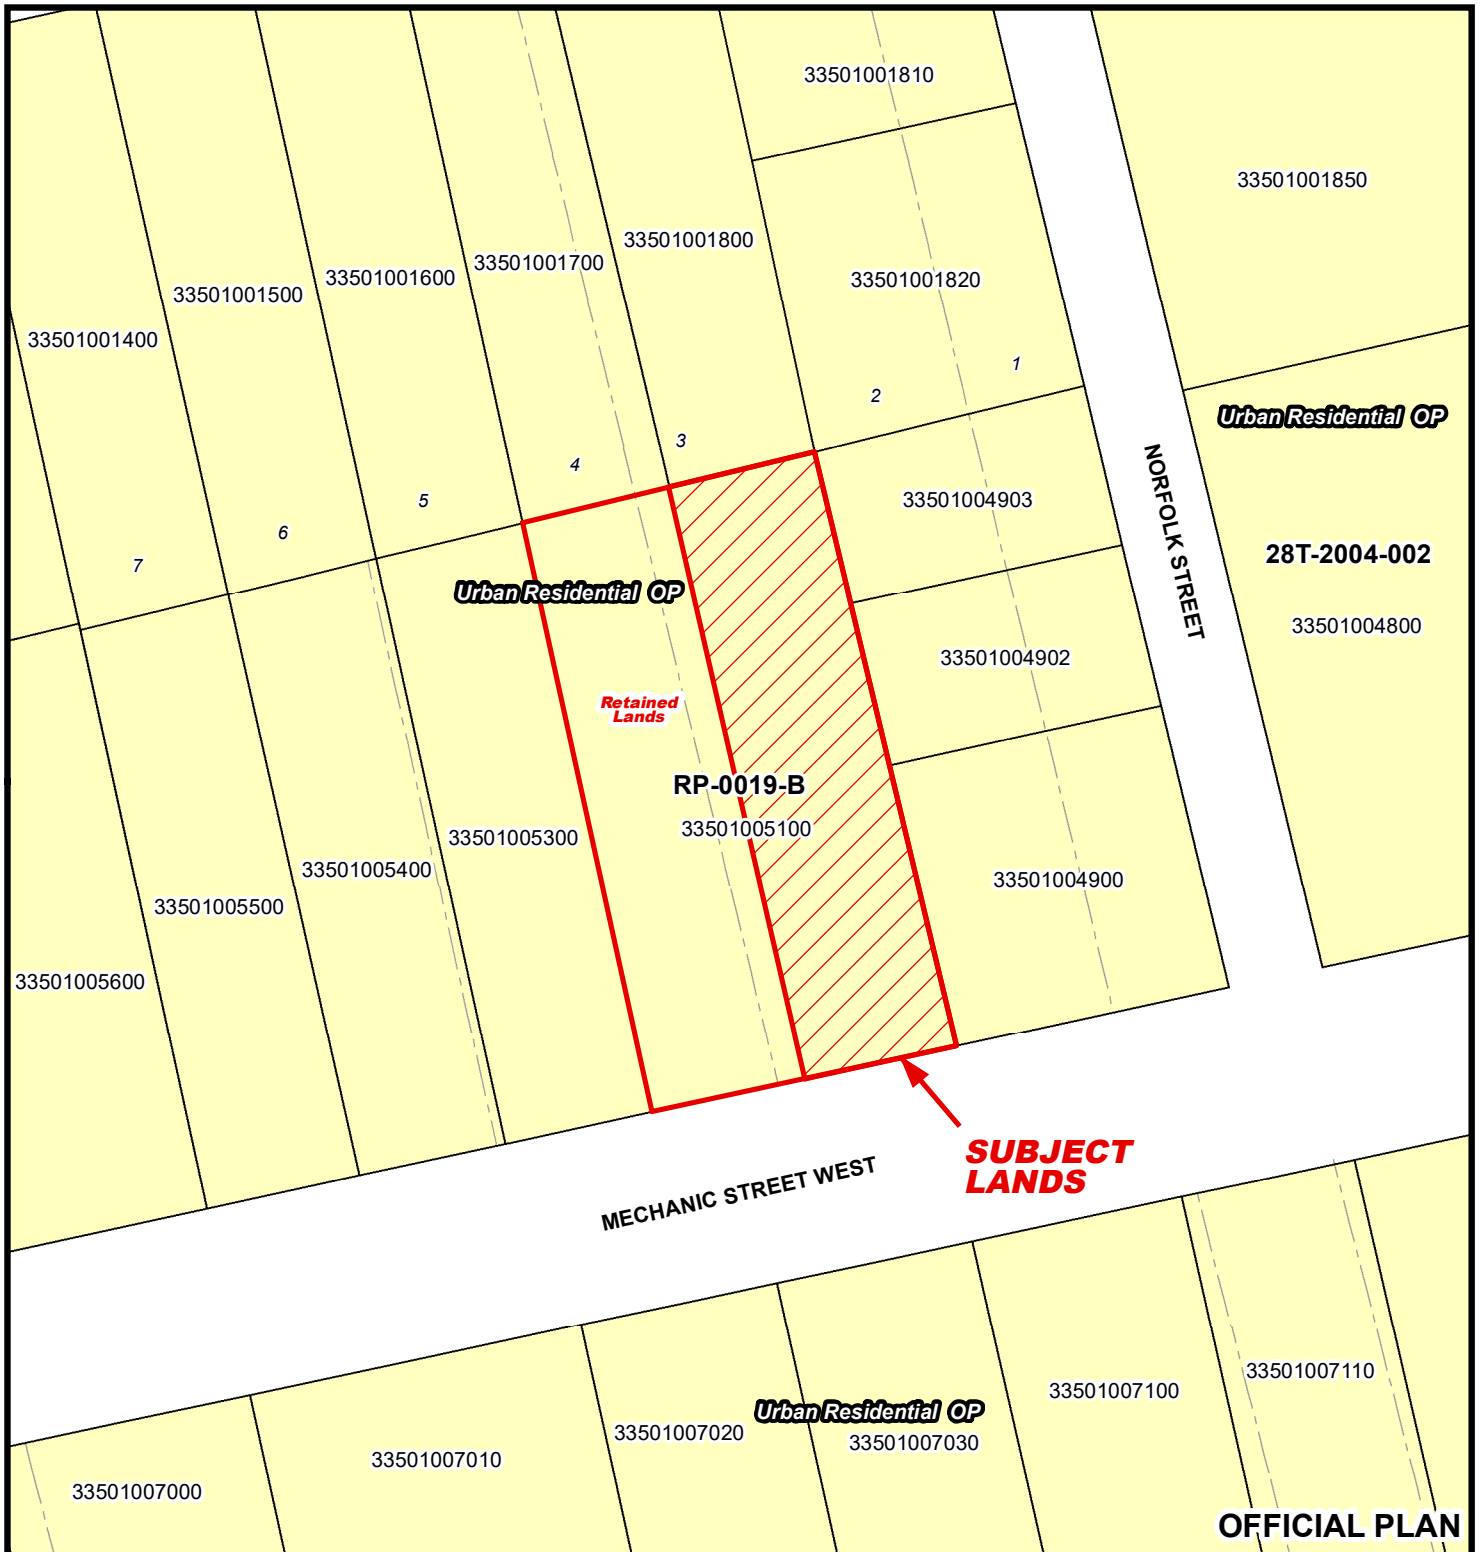 33501001810
33501001850
33501001800
33501001700
33501001600
33501001820
33501001500
33501001400
1
2
Urban Residential OP
3
4
5
33501004903
6
NORFOLK STREET
28T-2004-002
7
Urban Residential OP
33501004800
33501004902
Retained
Lands
RP-0019-B
33501005100
33501005300
33501005400
33501004900
33501005500
33501005600
SUBJECT
LANDS
MECHANIC STREET WEST
33501007110
33501007100
Urban Residential OP
33501007020
33501007030
33501007010
33501007000
OFFICIAL PLAN